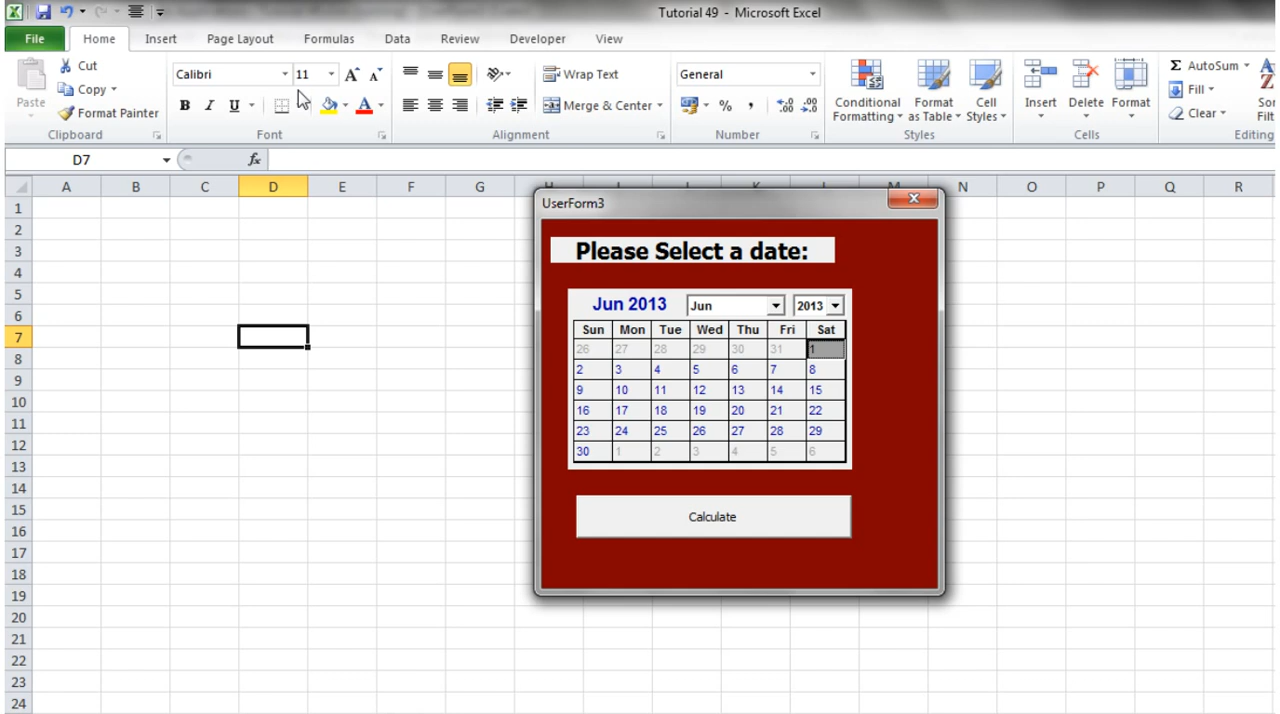 Tutorial 49 - Microsoft Excel
File Home Insert Page Layout Formulas Data Review Developer View
Paste
Cut
Copy
Format Painter
Clipboard
Calibri 11 A A
B I U A
Font
Wrap Text
Merge & Center
Alignment
General
% , .0 .00 .00 .0
Number
Conditional Formatting
Format as Table
Cell Styles
Styles
Insert Delete Format
Cells
Σ AutoSum
Fill
Clear
Editing
D7 fx
A B C D E F G N O P Q R
1
2
3
4
5
6
7
8
9
10
11
12
13
14
15
16
17
18
19
20
21
22
23
24
UserForm3
Please Select a date:
Jun 2013 Jun 2013
Sun Mon Tue Wed Thu Fri Sat
26 27 28 29 30 31 1
2 3 4 5 6 7 8
9 10 11 12 13 14 15
16 17 18 19 20 21 22
23 24 25 26 27 28 29
30 1 2 3 4 5 6
Calculate